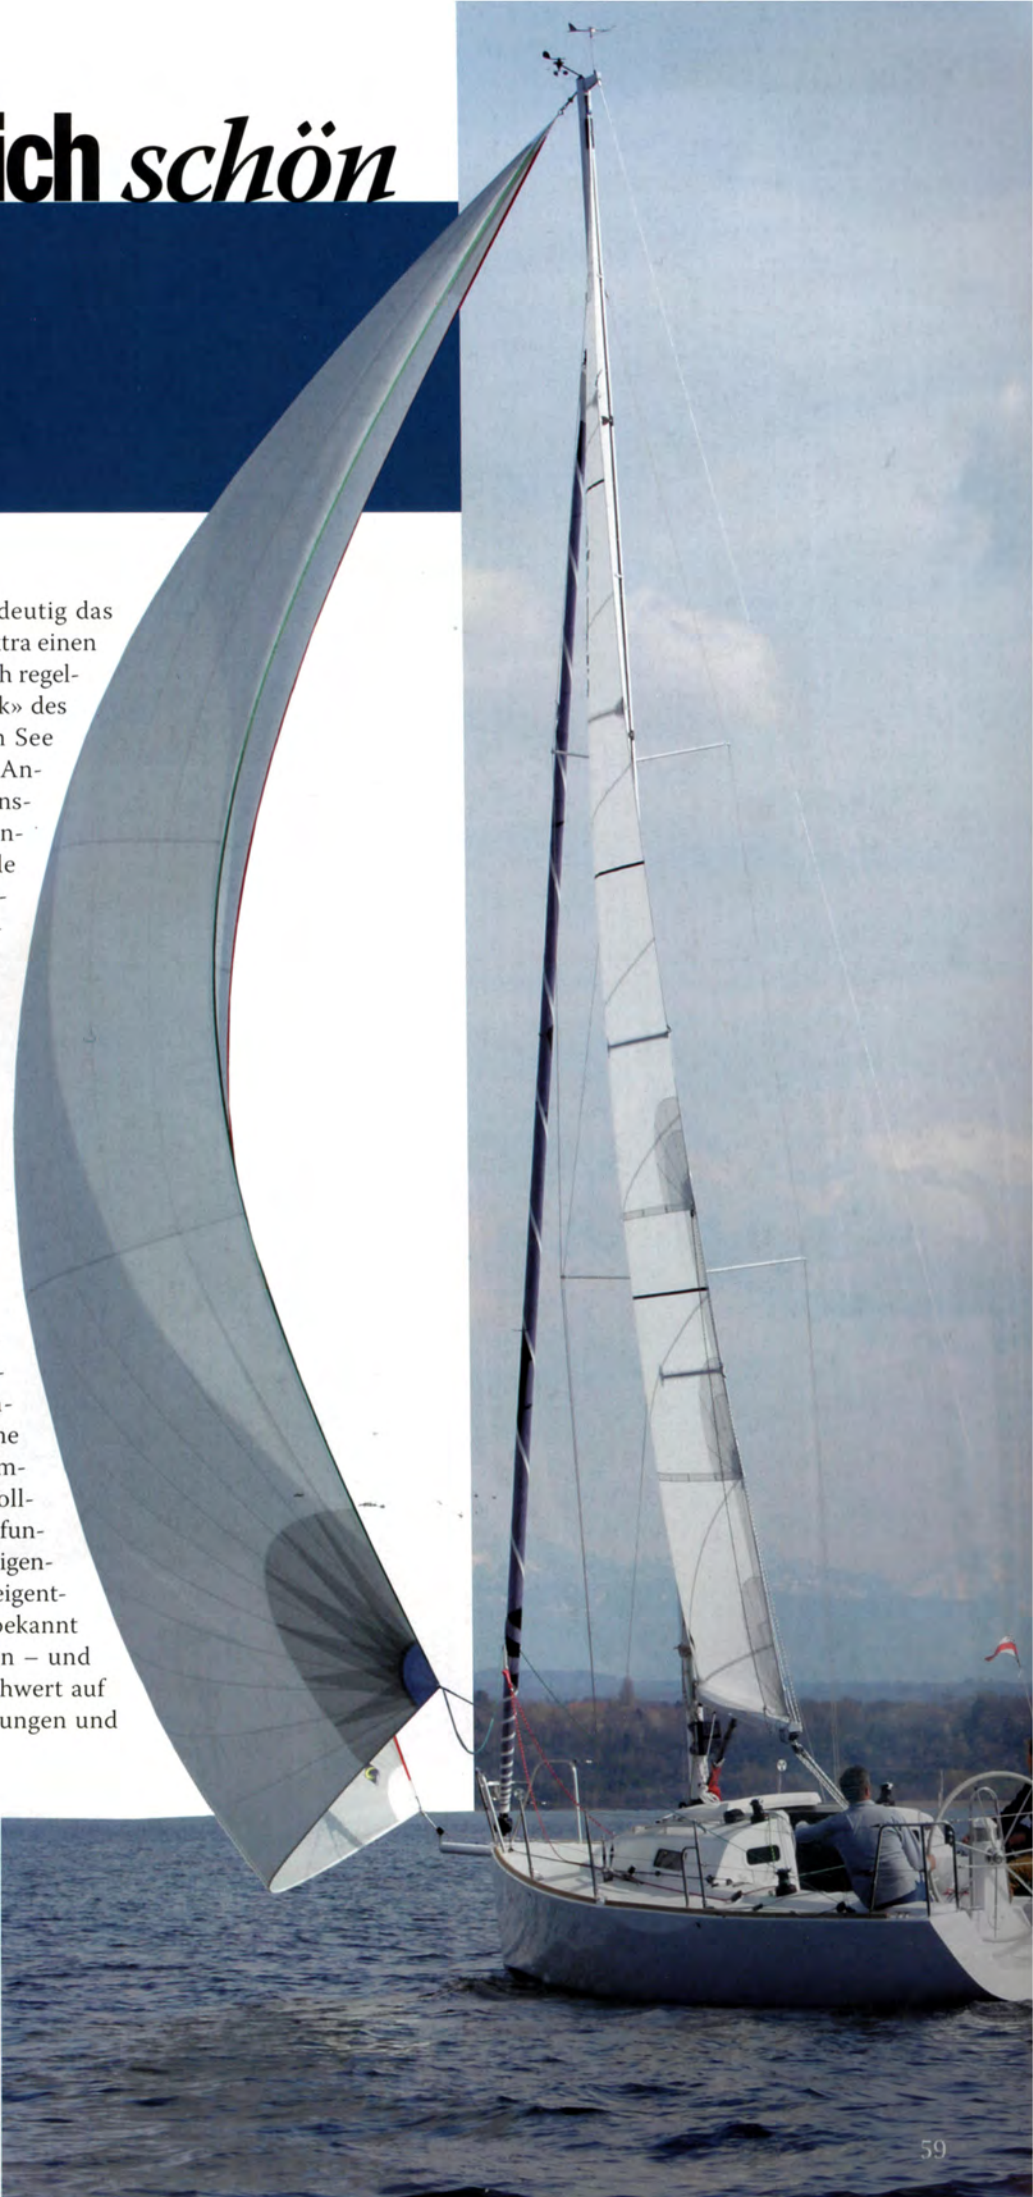 ich schön
deutig das
tra einen
h regel-
k» des
n See
An-
ns-
n-
le
-
-
ne
m-
oll-
fun-
igen-
eigent-
bekannt
n – und
hwert auf
ungen und
59